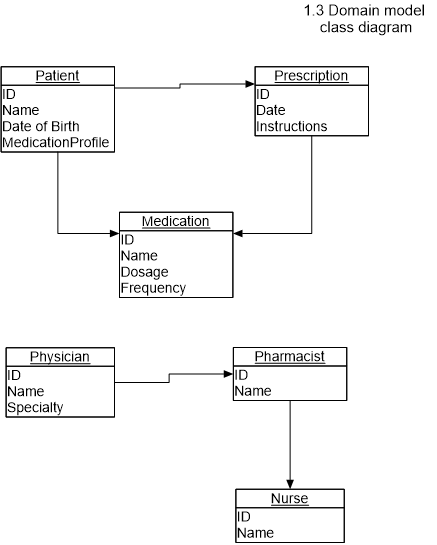 1.3 Domain model
class diagram
Patient
ID
Name
Date of Birth
MedicationProfile
Prescription
ID
Date
Instructions
Medication
ID
Name
Dosage
Frequency
Physician
ID
Name
Specialty
Pharmacist
ID
Name
Nurse
ID
Name